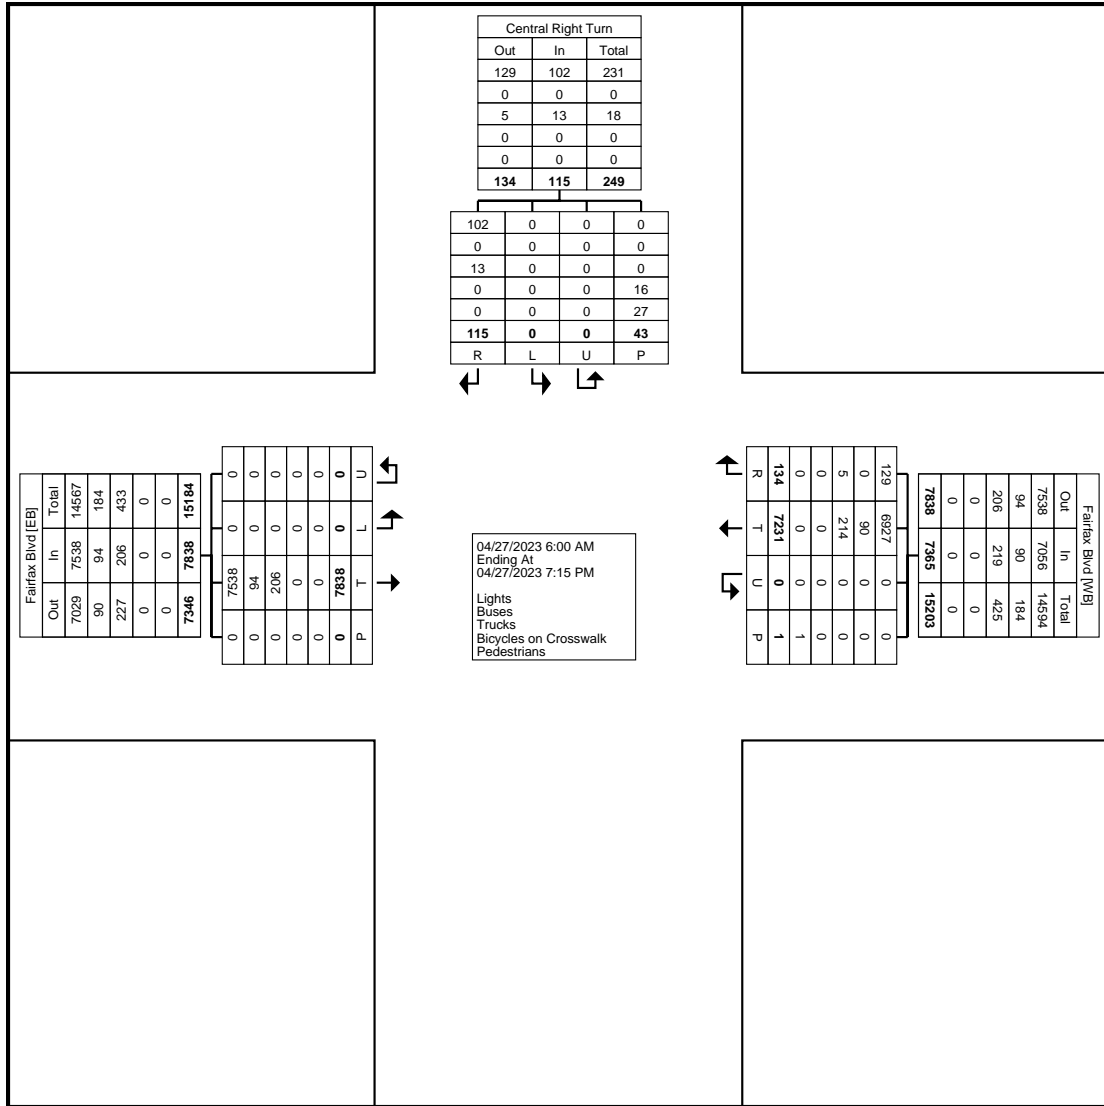 Central Right Turn
Out In Total
129 102 231
0 0 0
5 13 18
0 0 0
0 0 0
134 115 249
102 0 0 0
0 0 0 0
13 0 0 0
0 0 0 16
0 0 0 27
115 0 0 43
R L U P
Fairfax Blvd [EB]
Total In Out
14567 7538 7029
184 94 90
433 206 227
0 0 0
0 0 0
15184 7838 7346
0 0 7538 0
0 0 94 0
0 0 206 0
0 0 0 0
0 0 0 0
0 0 7838 0
U L T P
04/27/2023 6:00 AM
Ending At
04/27/2023 7:15 PM
Lights
Buses
Trucks
Bicycles on Crosswalk
Pedestrians
Fairfax Blvd [WB]
Out In Total
7538 7056 14594
94 90 184
206 219 425
0 0 0
0 0 0
7838 7365 15203
129 6927 0 0
0 90 0 0
5 214 0 0
0 0 0 0
0 0 0 1
134 7231 0 1
R T U P